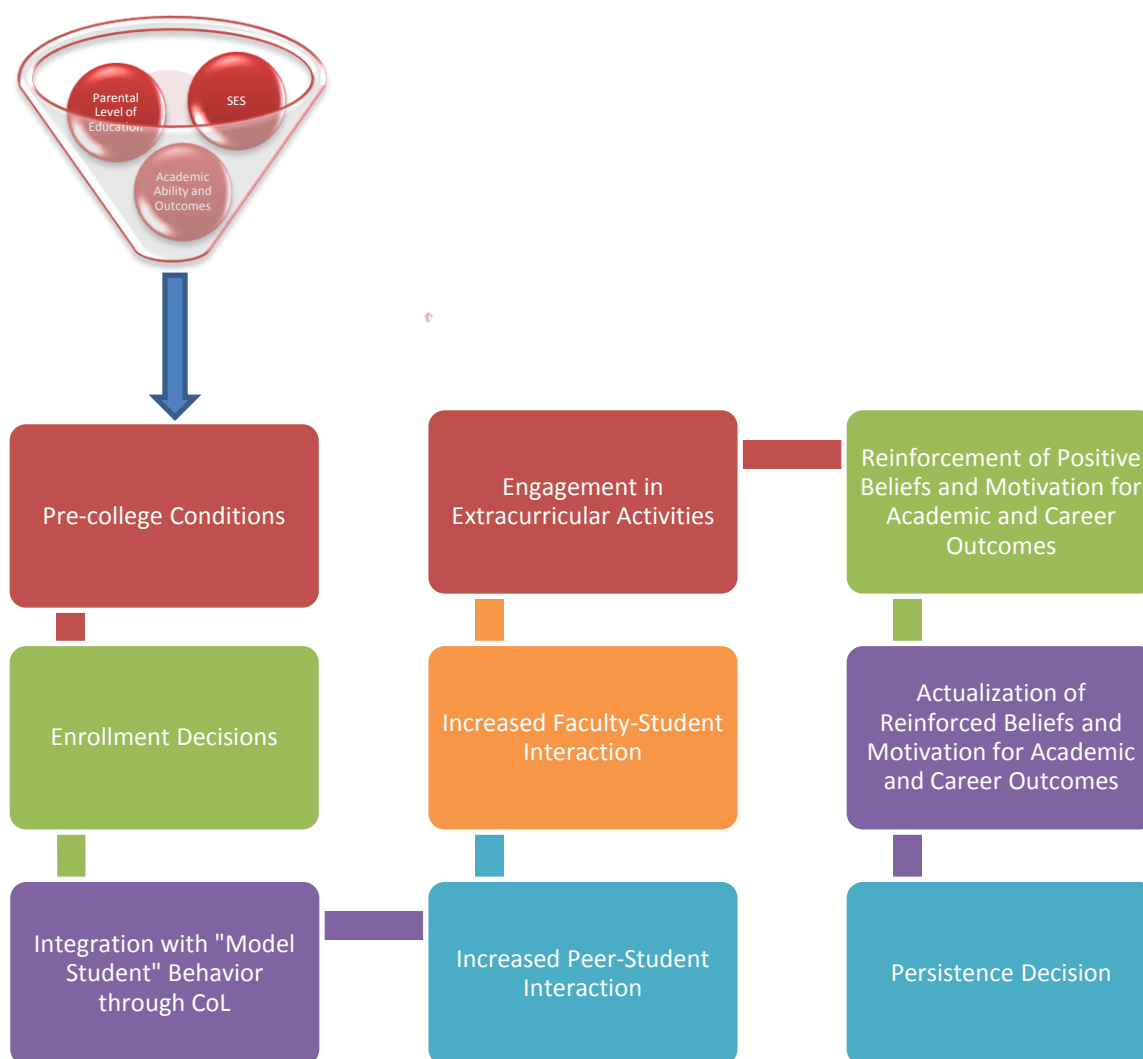 Parental
Level of
Education
SES
Academic
Ability and
Outcomes
Pre-college Conditions
Enrollment Decisions
Integration with "Model
Student" Behavior
through CoL
Increased Peer-Student
Interaction
Increased Faculty-Student
Interaction
Engagement in
Extracurricular Activities
Reinforcement of Positive
Beliefs and Motivation for
Academic and Career
Outcomes
Actualization of
Reinforced Beliefs and
Motivation for Academic
and Career Outcomes
Persistence Decision